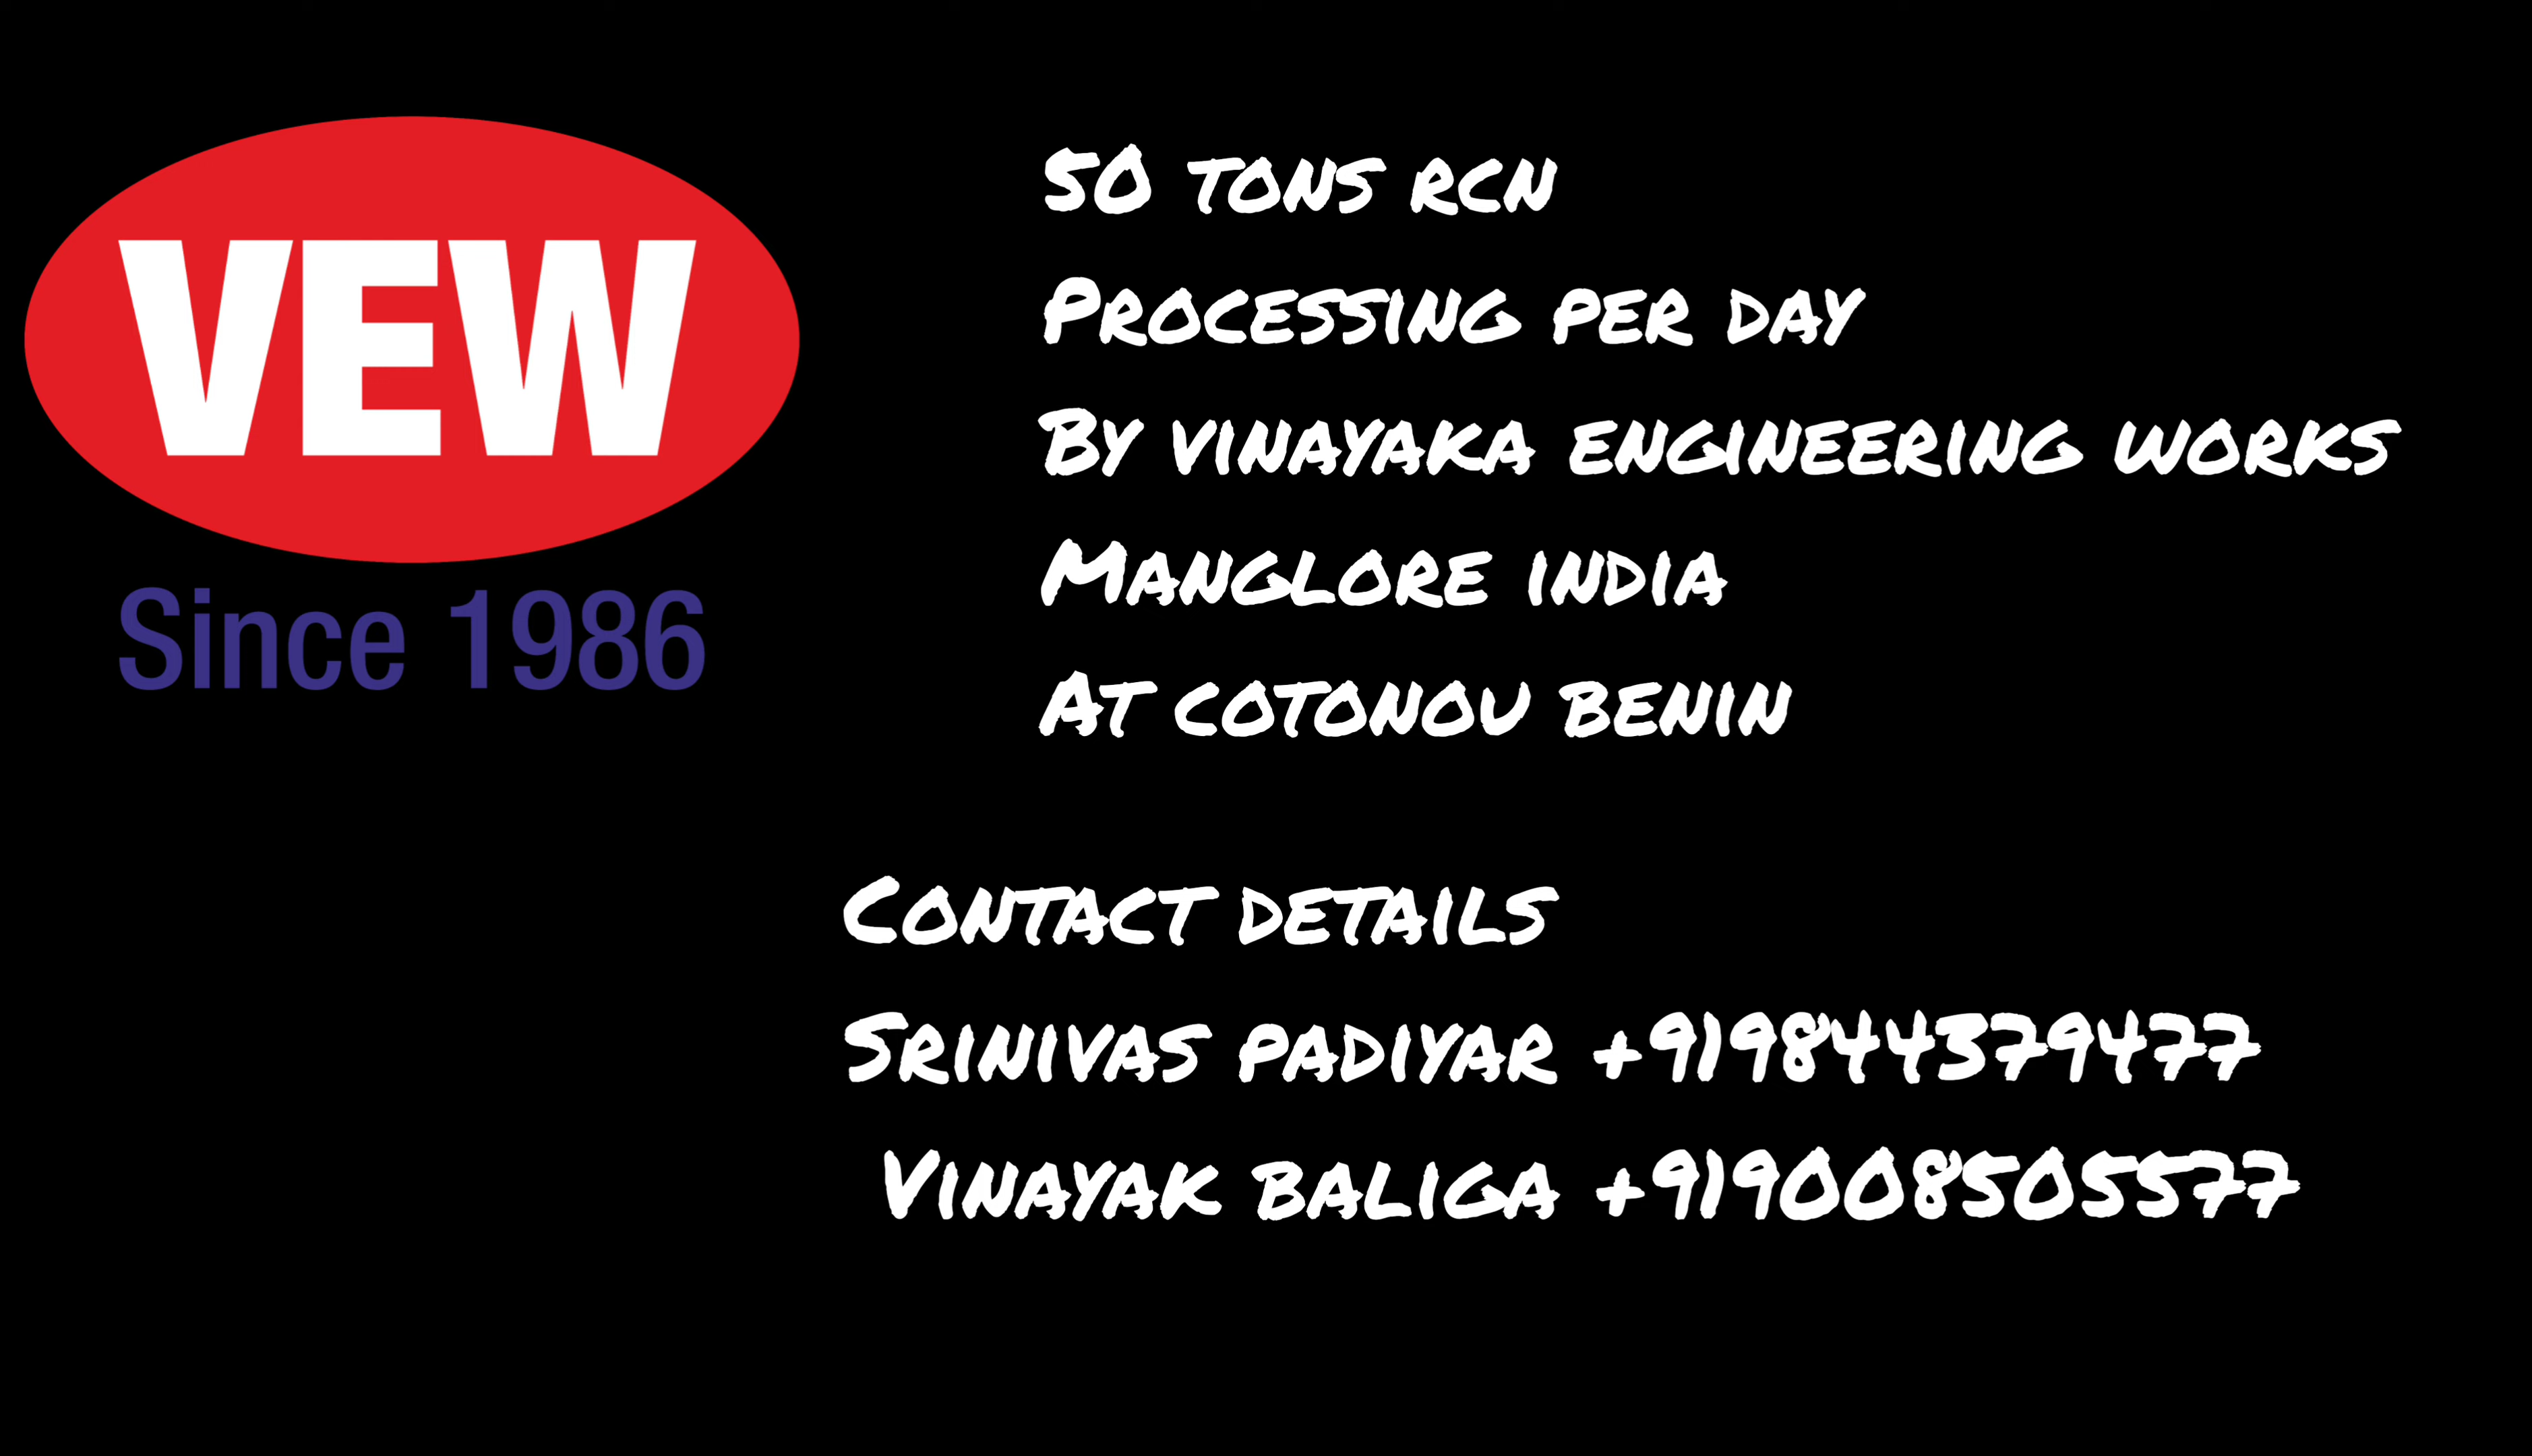 VEW
Since 1986
50 tons rcn
Processing per day
By vinayaka engineering works
Manglore india
At cotonou benin
Contact details
Srinivas padiyar +919844379477
Vinayak baliga +919008505577